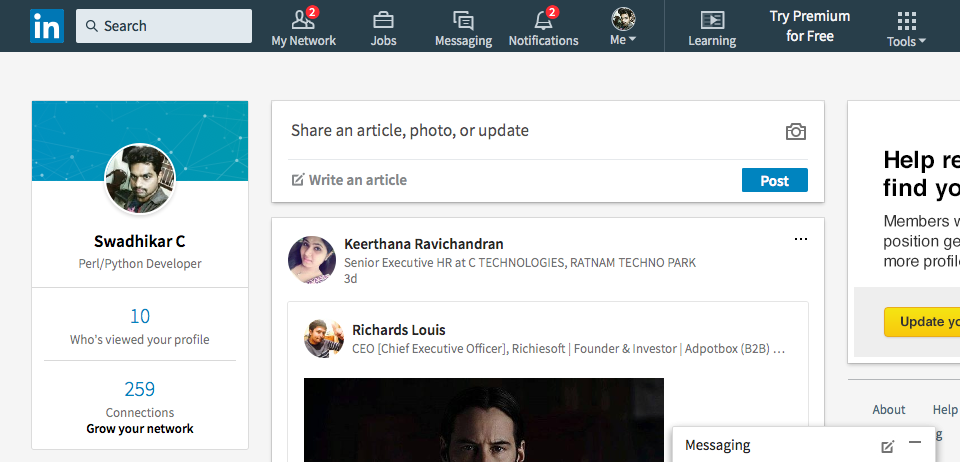 in
Search
2
My Network
Jobs
Messaging
2
Notifications
Me
Learning
Try Premium
for Free
Tools
Swadhikar C
Perl/Python Developer
10
Who's viewed your profile
259
Connections
Grow your network
Share an article, photo, or update
Write an article
Post
Keerthana Ravichandran
Senior Executive HR at C TECHNOLOGIES, RATNAM TECHNO PARK
3d
...
Richards Louis
CEO [Chief Executive Officer], Richiesoft | Founder & Investor | Adpotbox (B2B) ...
Help re
find yo
Members w
position ge
more profile
Update yo
About
Help
g
Messaging